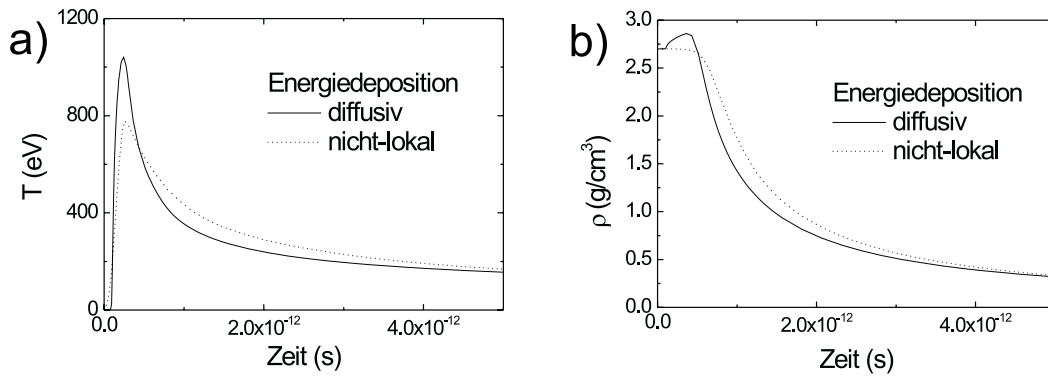 a)
1200
800
400
0
T (eV)
Energiedeposition
diffusiv
nicht-lokal
0.0
2.0x10⁻¹²
4.0x10⁻¹²
Zeit (s)
b)
3.0
2.5
2.0
1.5
1.0
0.5
0.0
ρ (g/cm³)
Energiedeposition
diffusiv
nicht-lokal
0.0
2.0x10⁻¹²
4.0x10⁻¹²
Zeit (s)